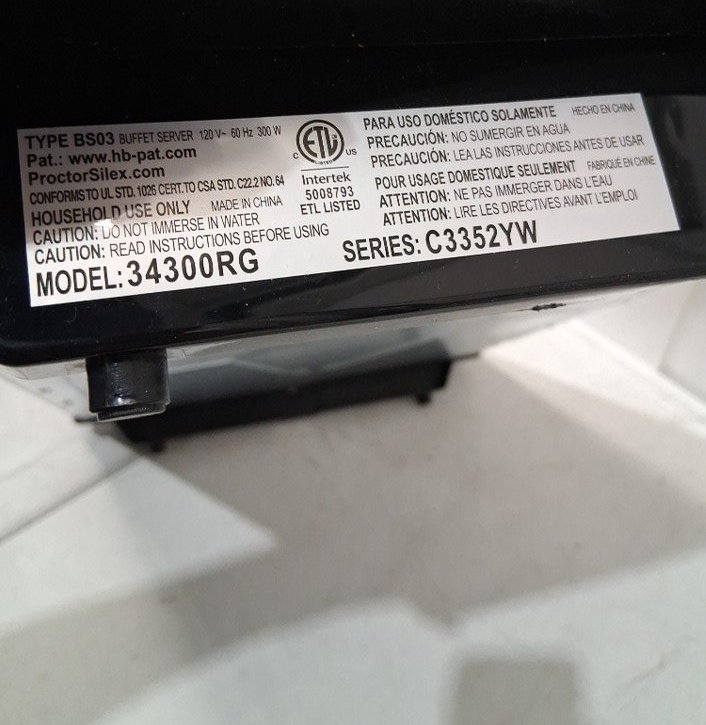 TYPE BS03 BUFFET SERVER 120 V~ 60 Hz 300 W
Pat.: www.hb-pat.com
ProctorSilex.com
CONFORMS TO UL STD. 1026 CERT. TO CSA STD. C22.2 NO. 64
HOUSEHOLD USE ONLY MADE IN CHINA
CAUTION: DO NOT IMMERSE IN WATER
CAUTION: READ INSTRUCTIONS BEFORE USING
MODEL: 34300RG
C ETL US
LISTED
Intertek
5008793
ETL LISTED
PARA USO DOMÉSTICO SOLAMENTE HECHO EN CHINA
PRECAUCIÓN: NO SUMERGIR EN AGUA
PRECAUCIÓN: LEA LAS INSTRUCCIONES ANTES DE USAR
POUR USAGE DOMESTIQUE SEULEMENT FABRIQUÉ EN CHINE
ATTENTION: NE PAS IMMERGER DANS L'EAU
ATTENTION: LIRE LES DIRECTIVES AVANT L'EMPLOI
SERIES: C3352YW